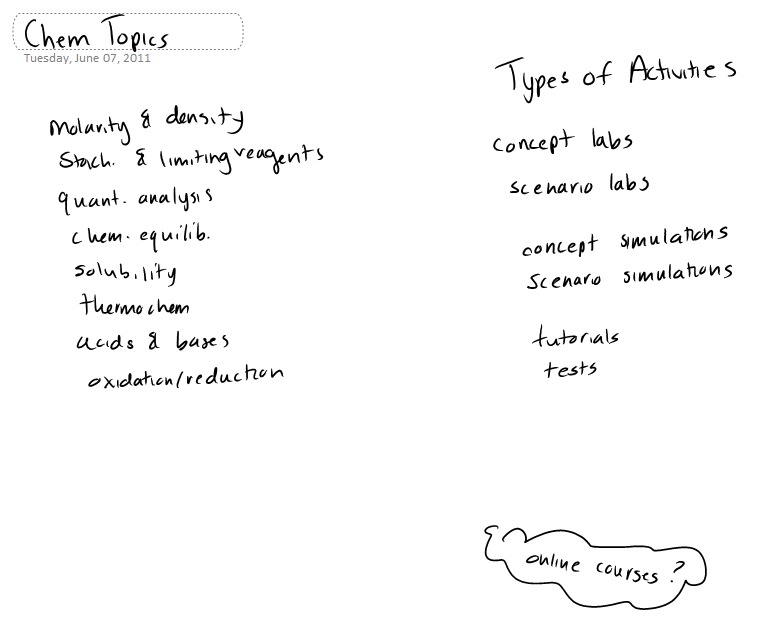 Chem Topics
Tuesday, June 07, 2011
Molarity & density
Stoich. & limiting reagents
quant. analysis
chem. equilib.
solubility
thermochem
acids & bases
oxidation/reduction
Types of Activities
concept labs
scenario labs
concept simulations
scenario simulations
tutorials
tests
online courses?